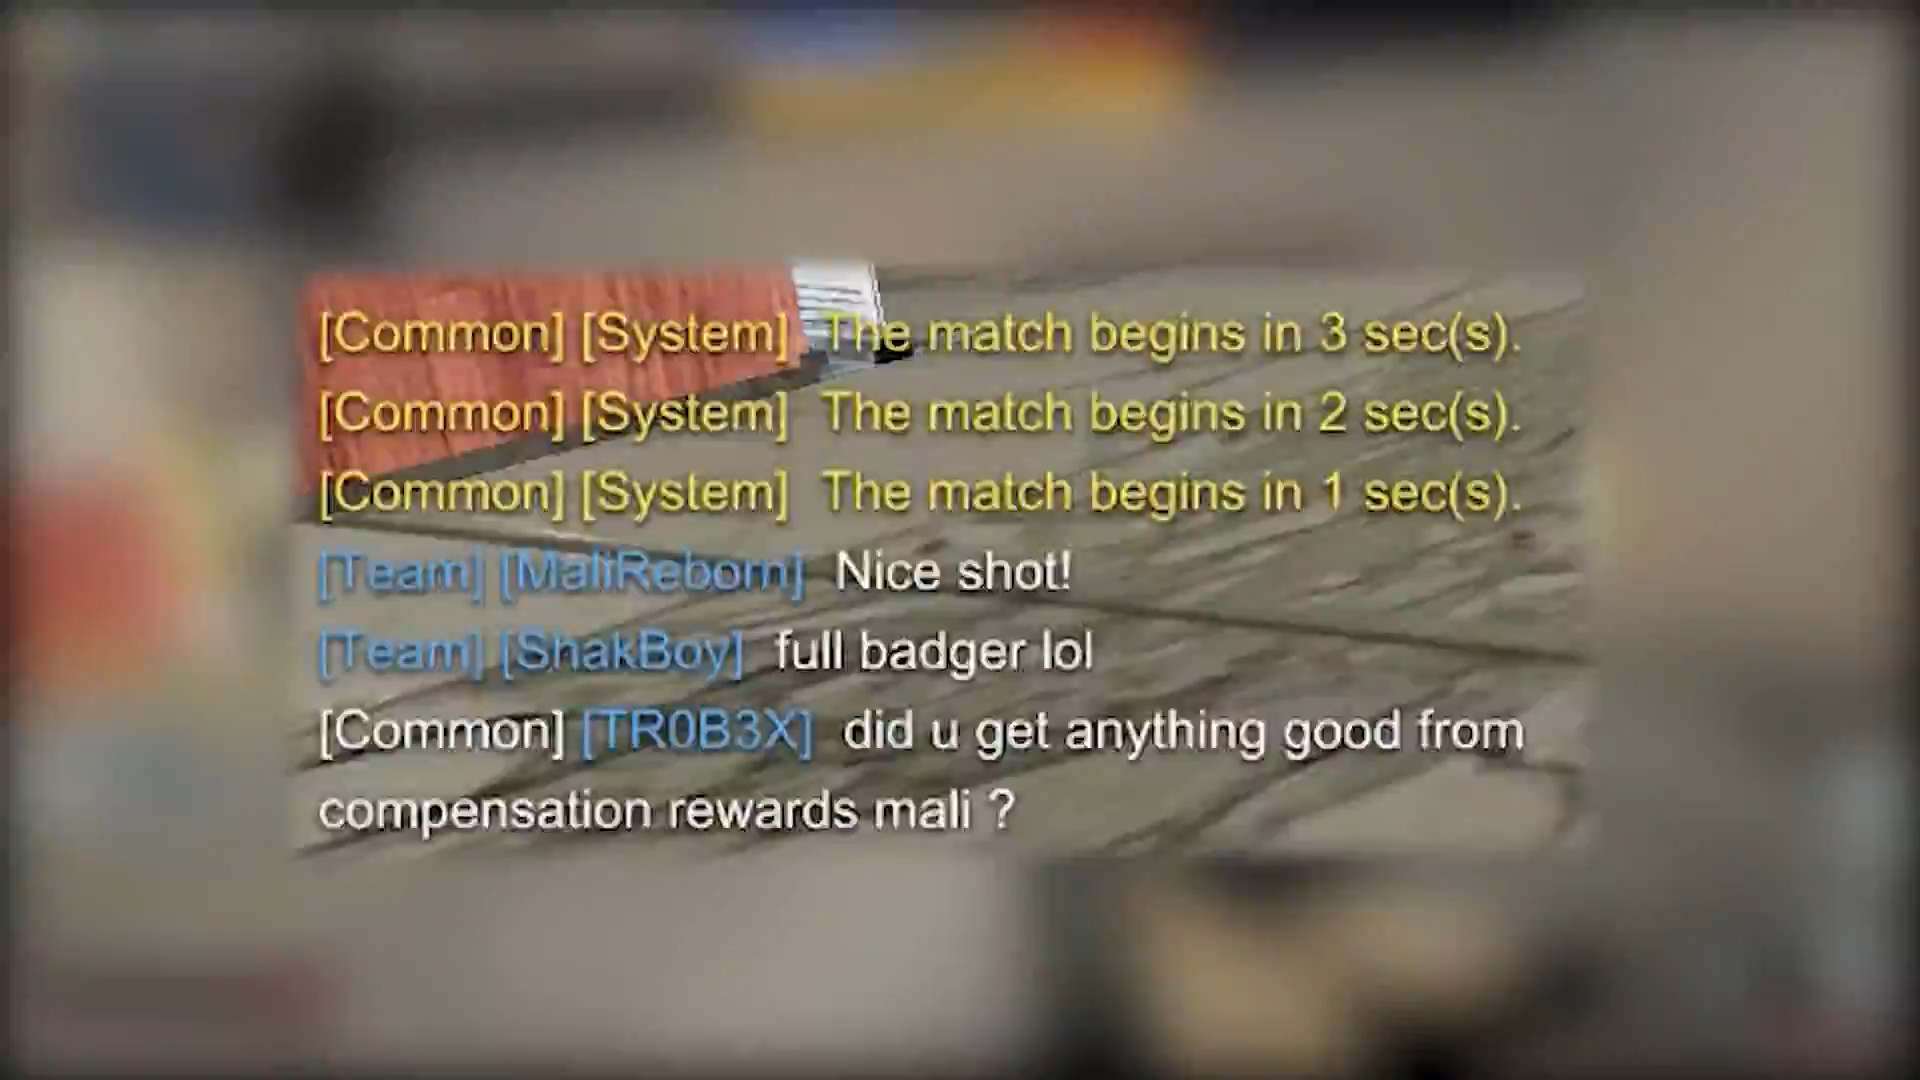 [Common] [System] The match begins in 3 sec(s).
[Common] [System] The match begins in 2 sec(s).
[Common] [System] The match begins in 1 sec(s).
[Team] [MaliReborn] Nice shot!
[Team] [ShakBoy] full badger lol
[Common] [TR0B3X] did u get anything good from
compensation rewards mali ?